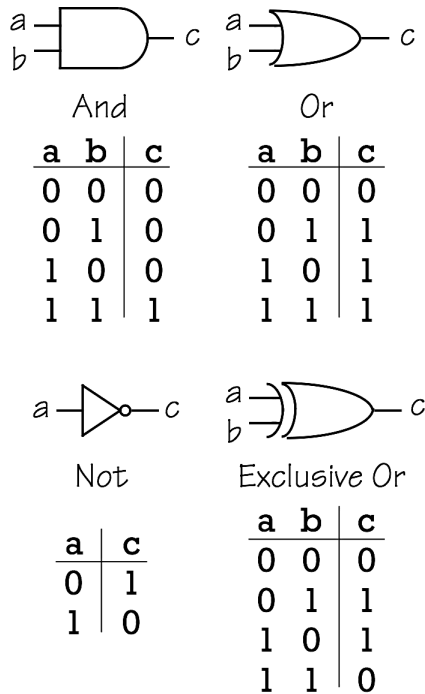 a
b
c
And
a b c
0 0 0
0 1 0
1 0 0
1 1 1
a
b
c
Or
a b c
0 0 0
0 1 1
1 0 1
1 1 1
a c
Not
a c
0 1
1 0
a
b
c
Exclusive Or
a b c
0 0 0
0 1 1
1 0 1
1 1 0